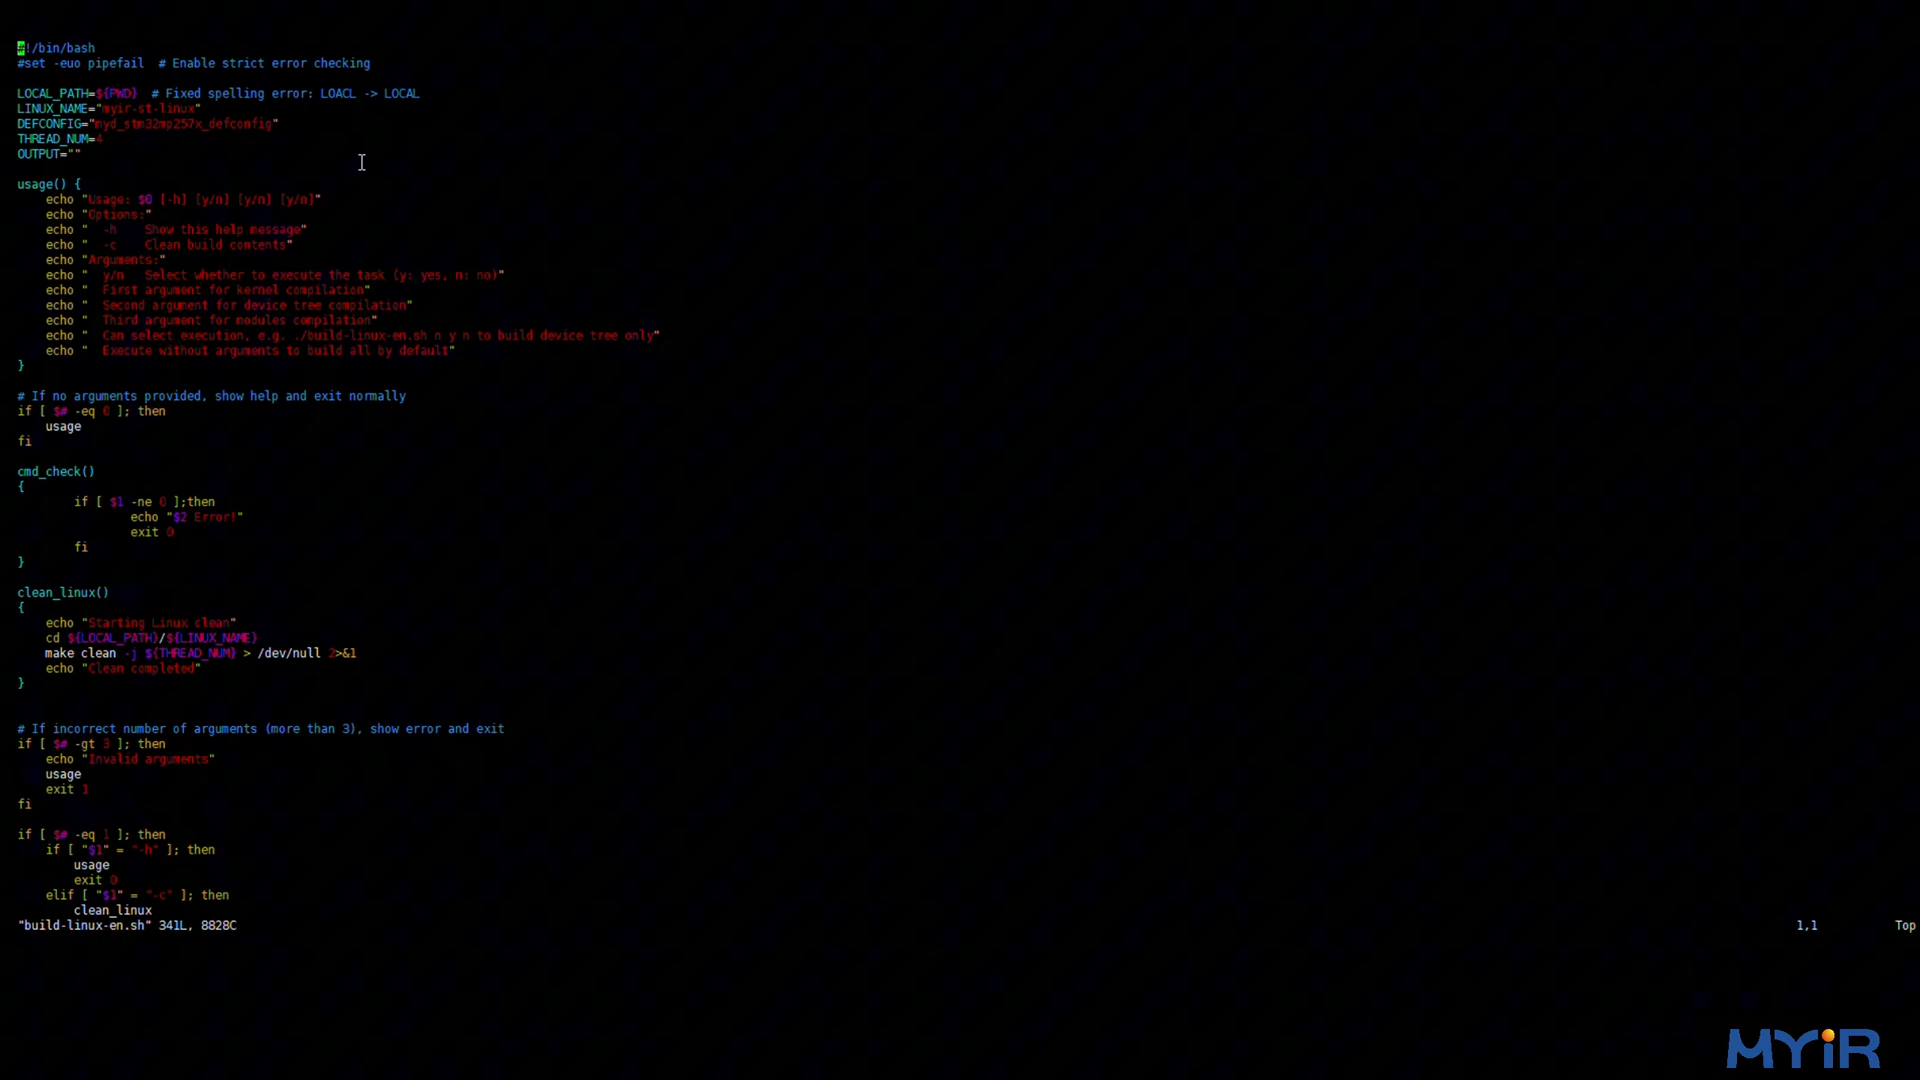 #!/bin/bash
#set -euo pipefail  # Enable strict error checking
LOCAL_PATH=${PWD}  # Fixed spelling error: LOACL -> LOCAL
LINUX_NAME="myir-st-linux"
DEFCONFIG="myd_stm32mp257x_defconfig"
THREAD_NUM=4
OUTPUT=""
usage() {
    echo "Usage: $0 [-h] [y/n] [y/n] [y/n]"
    echo "Options:"
    echo "  -h    Show this help message"
    echo "  -c    Clean build contents"
    echo "Arguments:"
    echo "  y/n   Select whether to execute the task (y: yes, n: no)"
    echo "  First argument for kernel compilation"
    echo "  Second argument for device tree compilation"
    echo "  Third argument for modules compilation"
    echo "  Can select execution, e.g. ./build-linux-en.sh n y n to build device tree only"
    echo "  Execute without arguments to build all by default"
}
# If no arguments provided, show help and exit normally
if [ $# -eq 0 ]; then
    usage
fi
cmd_check()
{
        if [ $1 -ne 0 ];then
                echo "$2 Error!"
                exit 0
        fi
}
clean_linux()
{
    echo "Starting Linux clean"
    cd ${LOCAL_PATH}/${LINUX_NAME}
    make clean -j ${THREAD_NUM} > /dev/null 2>&1
    echo "Clean completed"
}
# If incorrect number of arguments (more than 3), show error and exit
if [ $# -gt 3 ]; then
    echo "Invalid arguments"
    usage
    exit 1
fi
if [ $# -eq 1 ]; then
    if [ "$1" = "-h" ]; then
        usage
        exit 0
    elif [ "$1" = "-c" ]; then
        clean_linux
"build-linux-en.sh" 341L, 8828C
1,1
Top
MYiR